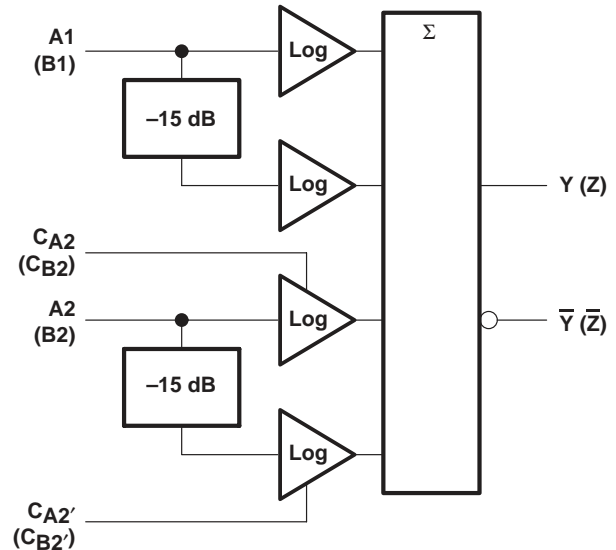 A1
(B1)
Log
Σ
–15 dB
Log
Y (Z)
CA2
(CB2)
A2
(B2)
Log
Y̅ (Z̅)
–15 dB
Log
CA2′
(CB2′)